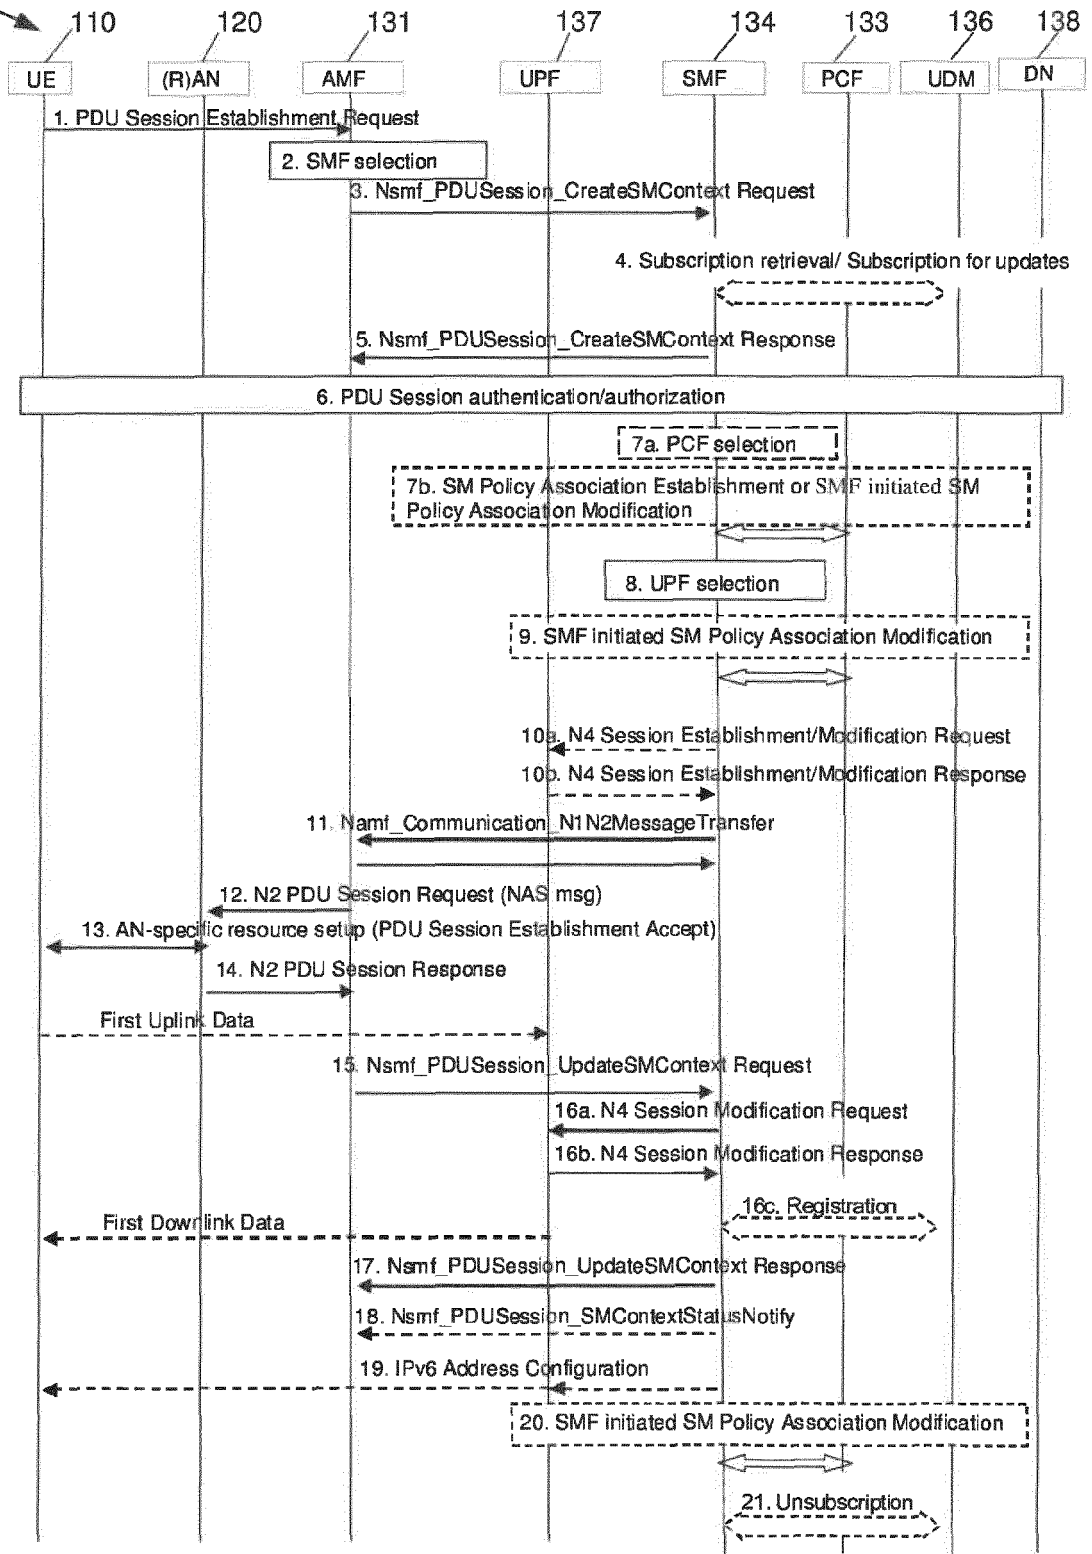 110 120 131 137 134 133 136 138
UE (R)AN AMF UPF SMF PCF UDM DN
1. PDU Session Establishment Request
2. SMF selection
3. Nsmf_PDUSession_CreateSMContext Request
4. Subscription retrieval/ Subscription for updates
5. Nsmf_PDUSession_CreateSMContext Response
6. PDU Session authentication/authorization
7a. PCF selection
7b. SM Policy Association Establishment or SMF initiated SM
Policy Association Modification
8. UPF selection
9. SMF initiated SM Policy Association Modification
10a. N4 Session Establishment/Modification Request
10b. N4 Session Establishment/Modification Response
11. Namf_Communication_N1N2MessageTransfer
12. N2 PDU Session Request (NAS msg)
13. AN-specific resource setup (PDU Session Establishment Accept)
14. N2 PDU Session Response
First Uplink Data
15. Nsmf_PDUSession_UpdateSMContext Request
16a. N4 Session Modification Request
16b. N4 Session Modification Response
16c. Registration
First Downlink Data
17. Nsmf_PDUSession_UpdateSMContext Response
18. Nsmf_PDUSession_SMContextStatusNotify
19. IPv6 Address Configuration
20. SMF initiated SM Policy Association Modification
21. Unsubscription